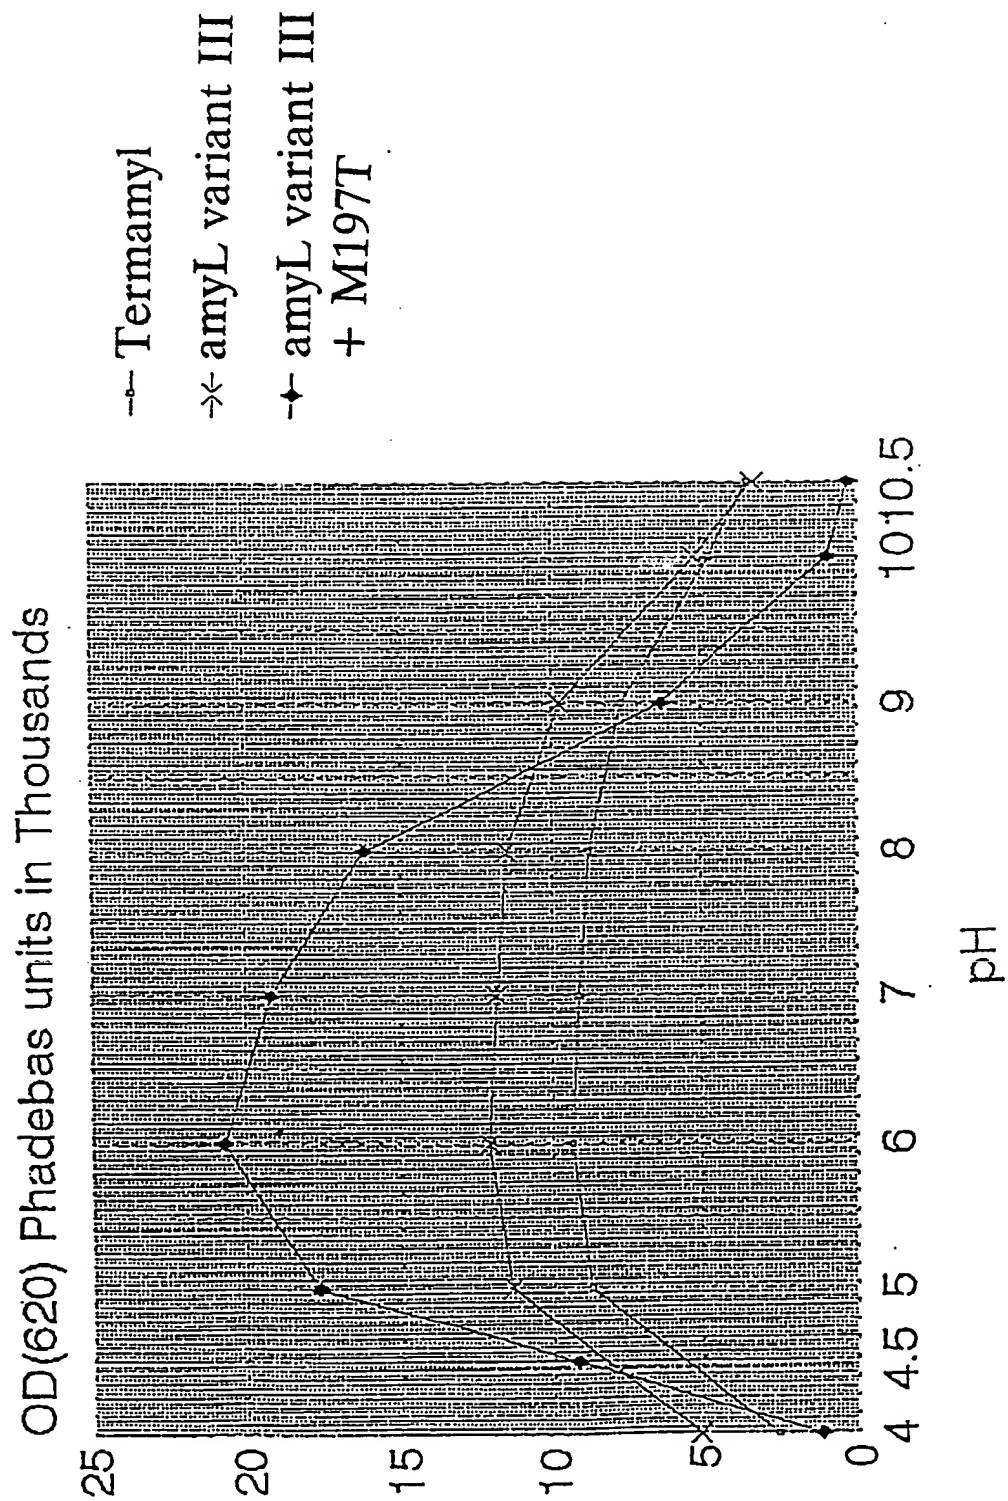 OD(620) Phadebas units in Thousands
25
20
15
10
5
0
4 4.5 5 6 7 8 9 10 10.5
pH
Termamyl
amyL variant III
amyL variant III
+ M197T